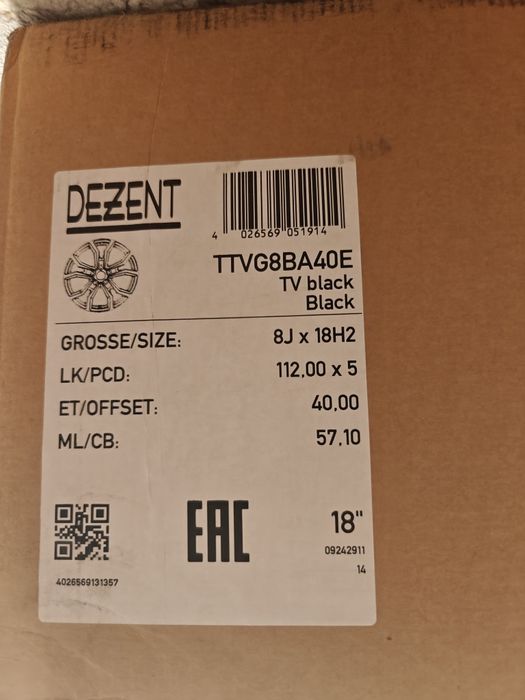 DEZENT
4 026569 051914
TTVG8BA40E
TV black
Black
GROSSE/SIZE: 8J x 18H2
LK/PCD: 112,00 x 5
ET/OFFSET: 40,00
ML/CB: 57,10
EAC
18"
09242911
14
4026569131357